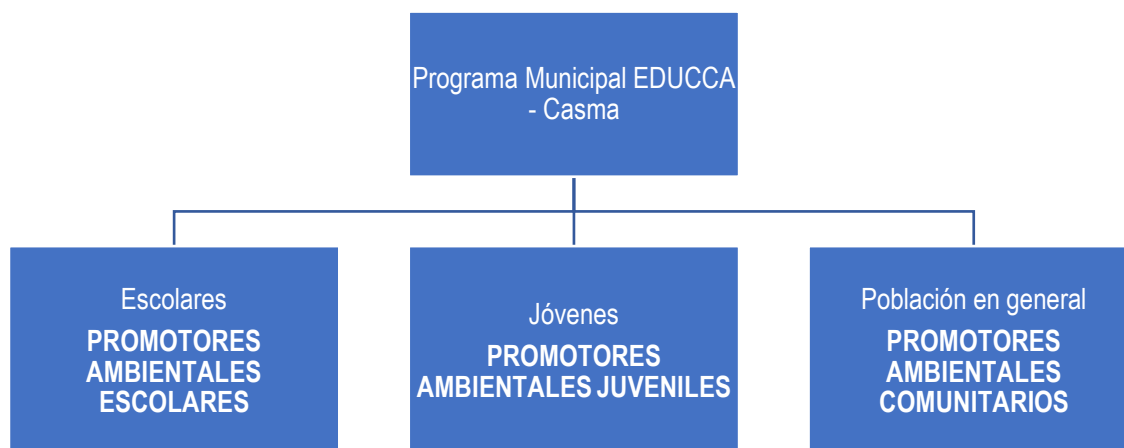 Programa Municipal EDUCCA
- Casma
Escolares
PROMOTORES
AMBIENTALES
ESCOLARES
Jóvenes
PROMOTORES
AMBIENTALES JUVENILES
Población en general
PROMOTORES
AMBIENTALES
COMUNITARIOS